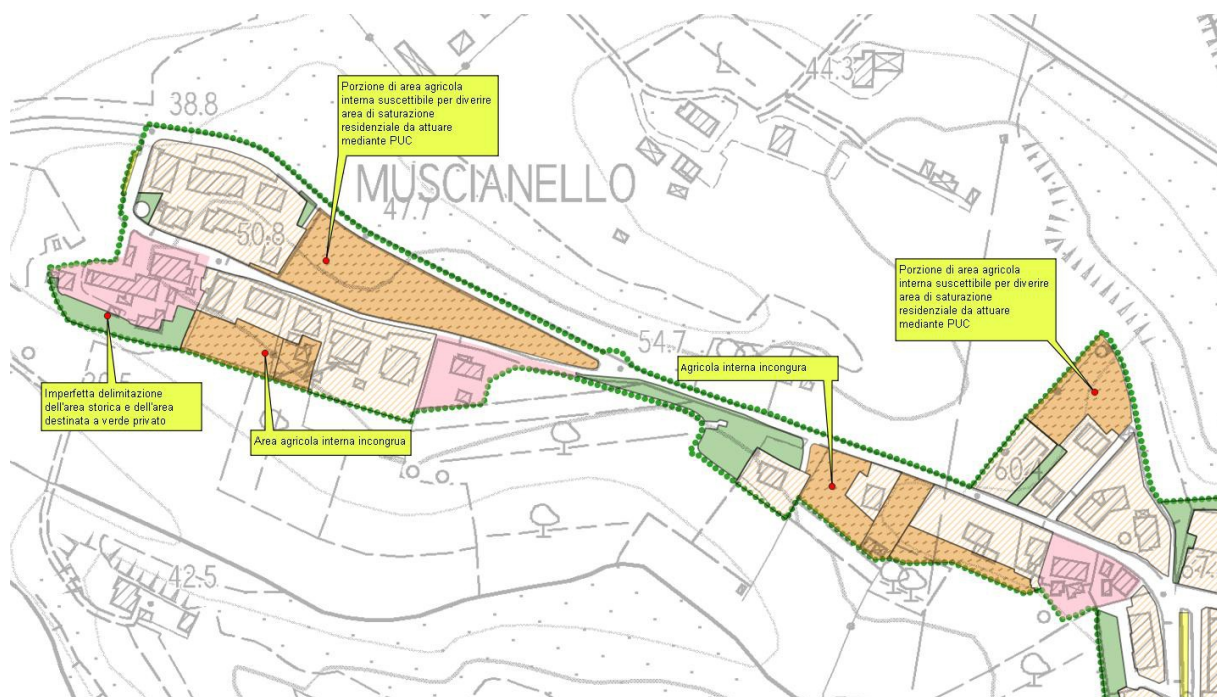 38.8
Porzione di area agricola
interna suscettibile per diverire
area di saturazione
residenziale da attuare
mediante PUC
44.3
MUSCIANELLO
47.7
50.8
Porzione di area agricola
interna suscettibile per diverire
area di saturazione
residenziale da attuare
mediante PUC
54.7
Agricola interna incongura
Imperfetta delimitazione
dell'area storica e dell'area
destinata a verde privato
Area agricola interna incongrua
60.4
42.5